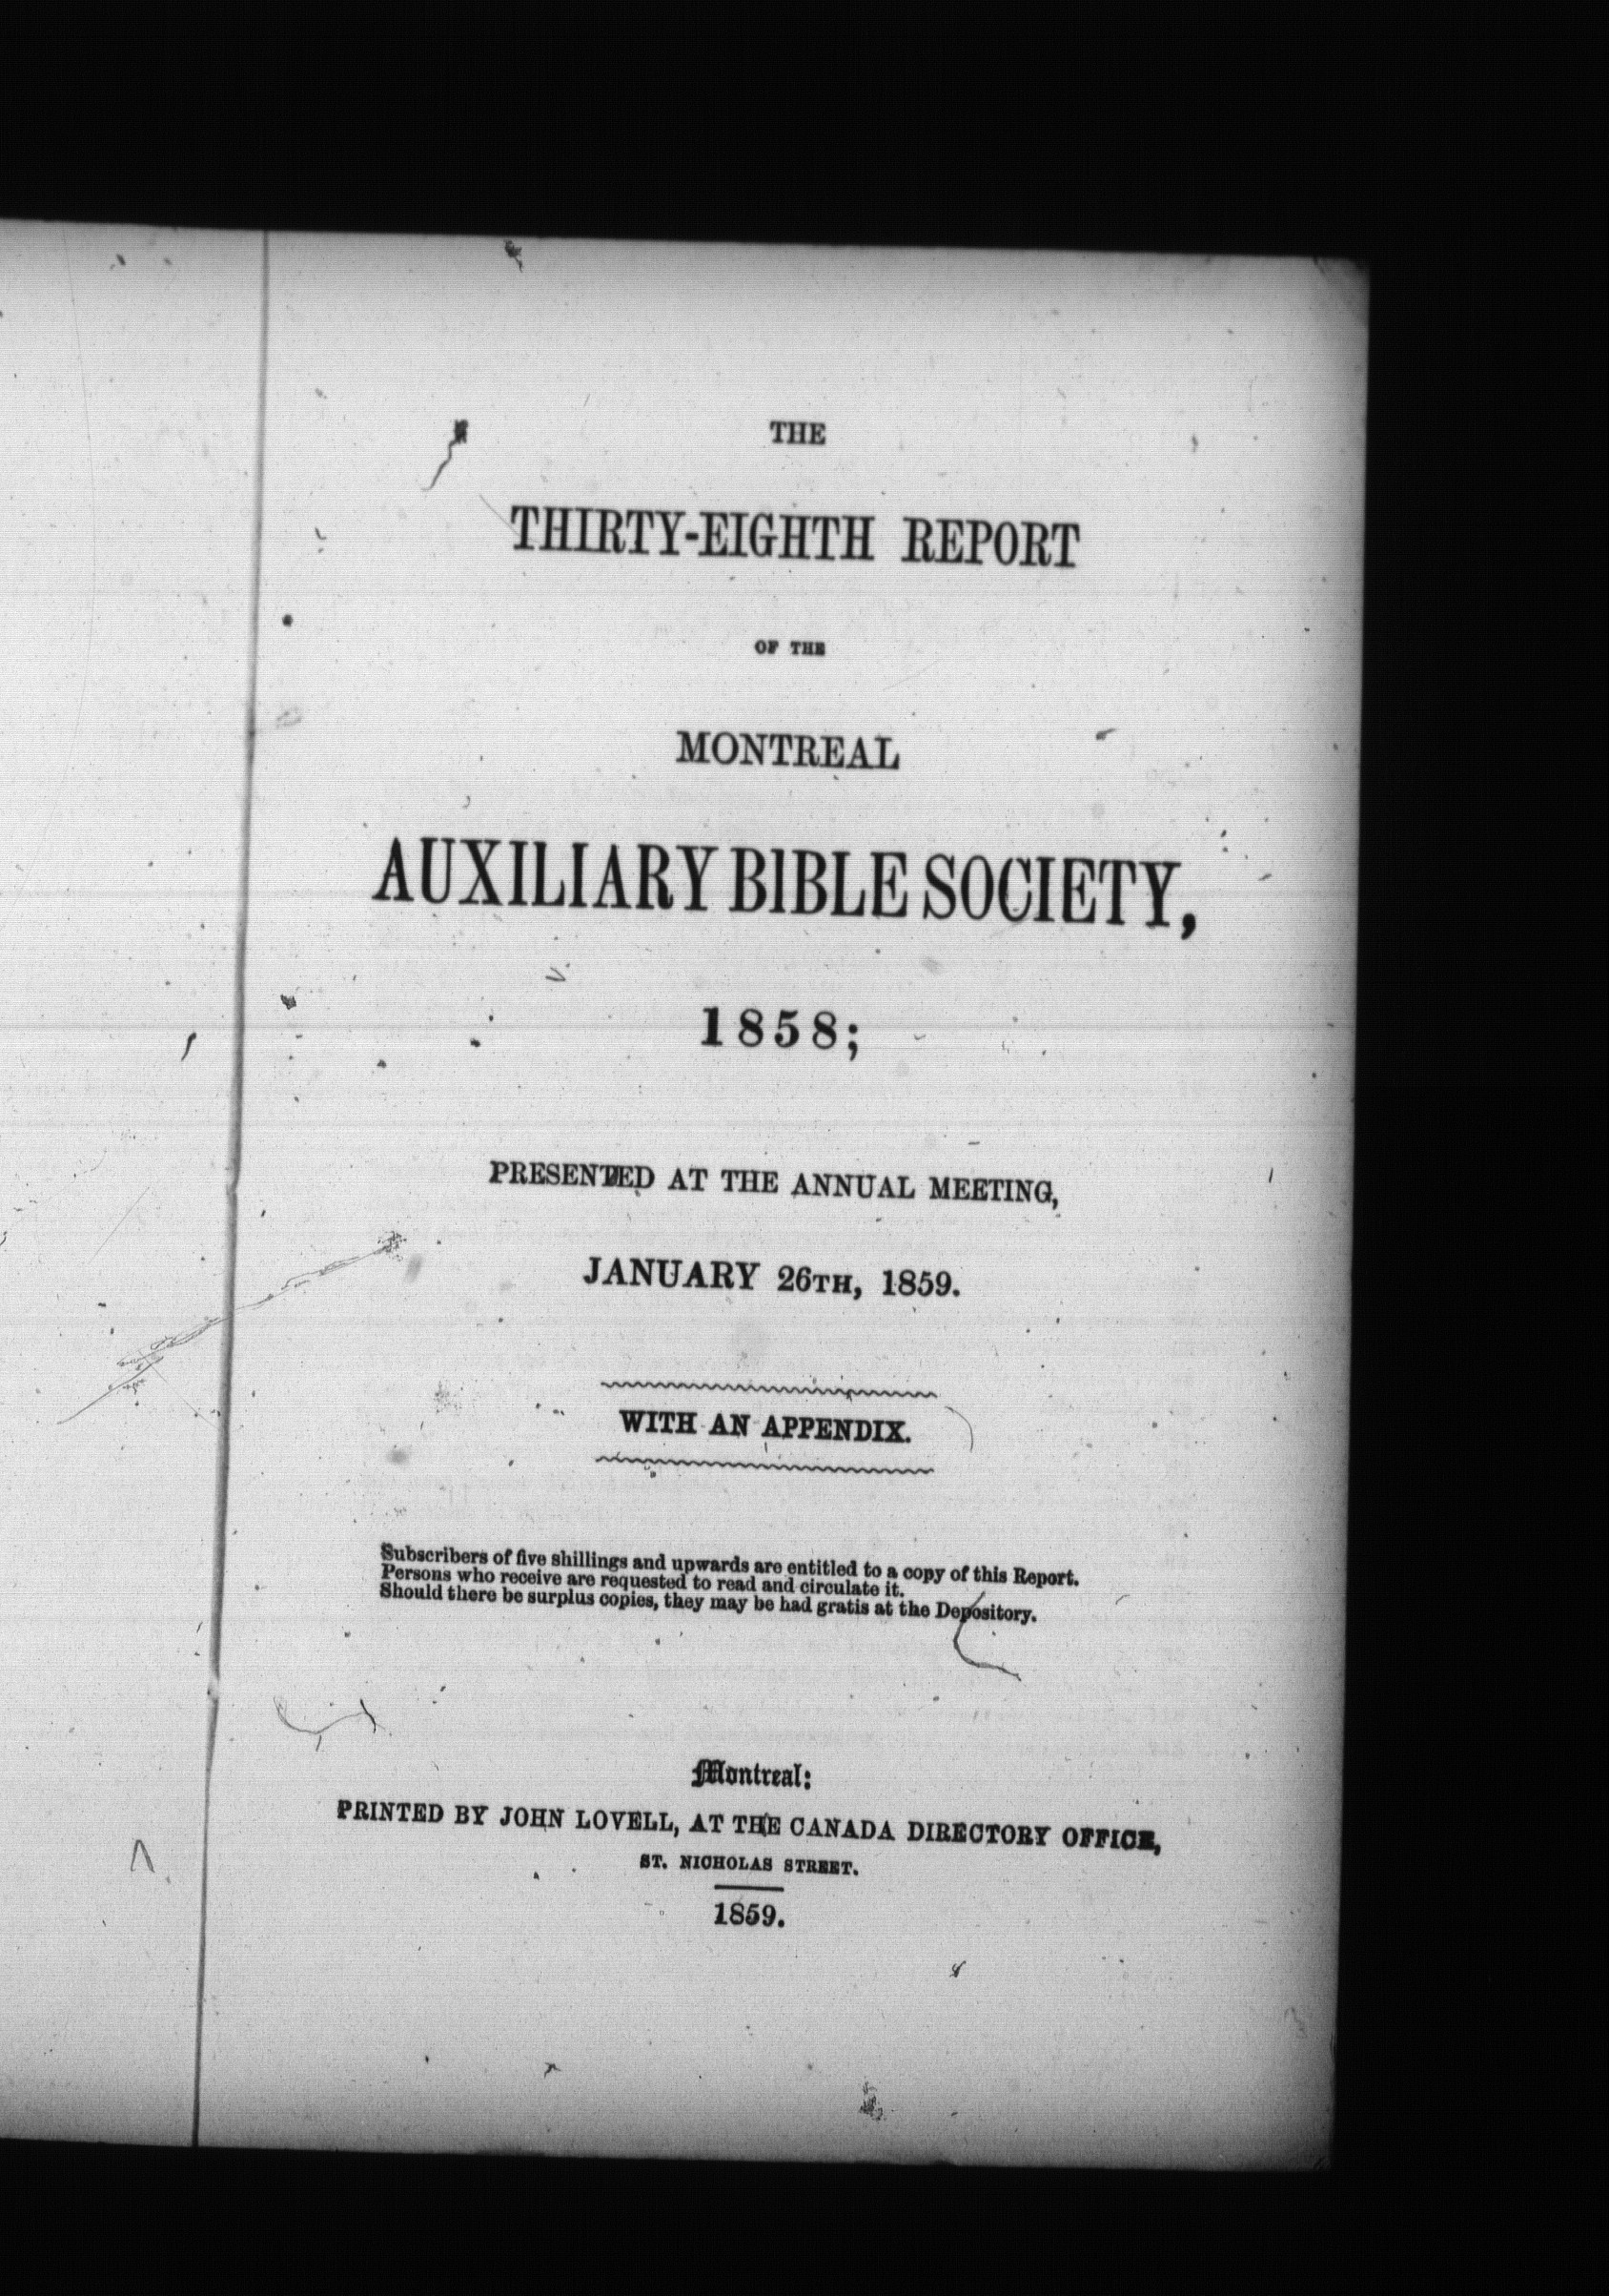 THE
THIRTY-EIGHTH REPORT
OF THE
MONTREAL
AUXILIARY BIBLE SOCIETY,
1858;
PRESENTED AT THE ANNUAL MEETING,
JANUARY 26TH, 1859.
WITH AN APPENDIX.
Subscribers of five shillings and upwards are entitled to a copy of this Report.
Persons who receive are requested to read and circulate it.
Should there be surplus copies, they may be had gratis at the Depository.
Montreal:
PRINTED BY JOHN LOVELL, AT THE CANADA DIRECTORY OFFICE,
ST. NICHOLAS STREET.
1859.